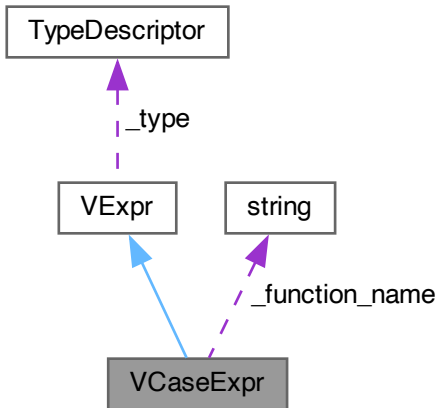 TypeDescriptor
_type
VExpr
string
_function_name
VCaseExpr